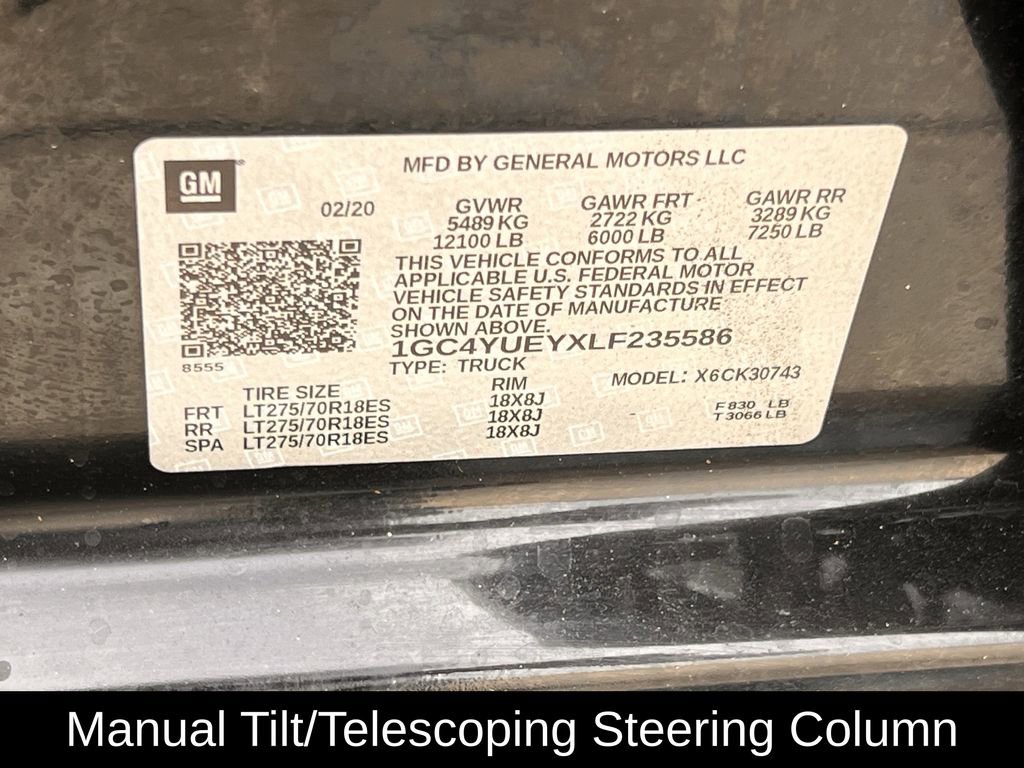 GM
MFD BY GENERAL MOTORS LLC
02/20
GVWR GAWR FRT GAWR RR
5489 KG 2722 KG 3289 KG
12100 LB 6000 LB 7250 LB
THIS VEHICLE CONFORMS TO ALL
APPLICABLE U.S. FEDERAL MOTOR
VEHICLE SAFETY STANDARDS IN EFFECT
ON THE DATE OF MANUFACTURE
SHOWN ABOVE.
8555
1GC4YUEYXLF235586
TYPE: TRUCK
MODEL: X6CK30743
TIRE SIZE RIM
FRT LT275/70R18ES 18X8J
RR LT275/70R18ES 18X8J
SPA LT275/70R18ES 18X8J
F 830 LB
T 3066 LB
Manual Tilt/Telescoping Steering Column